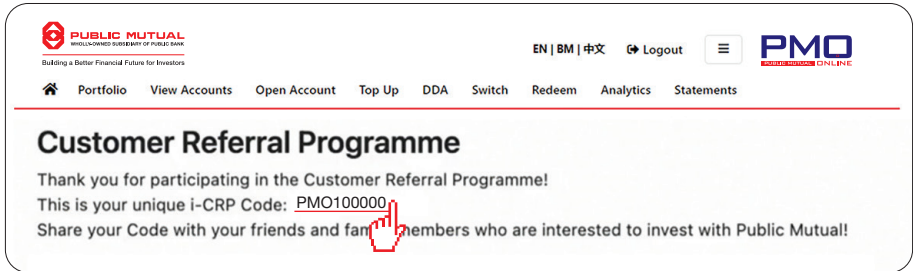 PUBLIC MUTUAL
WHOLLY-OWNED SUBSIDIARY OF PUBLIC BANK
Building a Better Financial Future for Investors
EN | BM | 中文 Logout
PMO
PUBLIC MUTUAL ONLINE
Portfolio View Accounts Open Account Top Up DDA Switch Redeem Analytics Statements
Customer Referral Programme
Thank you for participating in the Customer Referral Programme!
This is your unique i-CRP Code: PMO100000
Share your Code with your friends and family members who are interested to invest with Public Mutual!